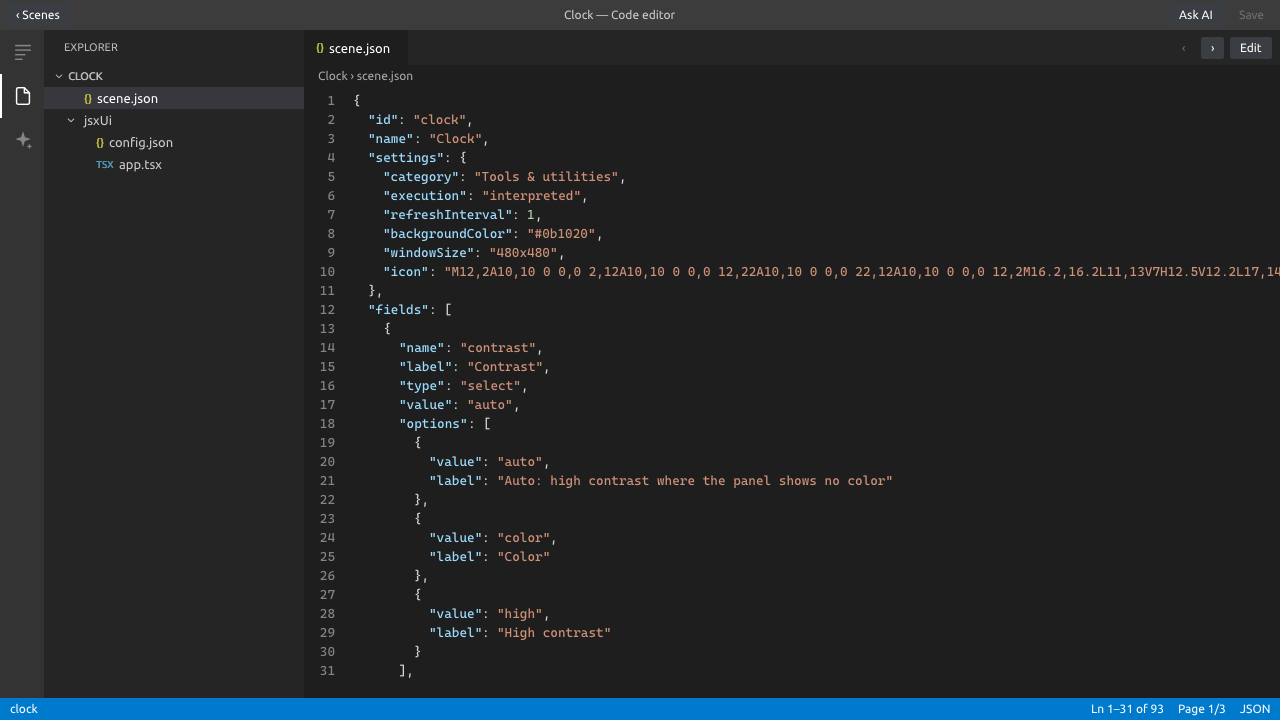 ‹ Scenes
Clock — Code editor
Ask AI
Save
EXPLORER
CLOCK
{} scene.json
jsxUi
{} config.json
TSX app.tsx
{} scene.json
‹
›
Edit
Clock › scene.json
1 {
2 "id": "clock",
3 "name": "Clock",
4 "settings": {
5 "category": "Tools & utilities",
6 "execution": "interpreted",
7 "refreshInterval": 1,
8 "backgroundColor": "#0b1020",
9 "windowSize": "480x480",
10 "icon": "M12,2A10,10 0 0,0 2,12A10,10 0 0,0 12,22A10,10 0 0,0 22,12A10,10 0 0,0 12,2M16.2,16.2L11,13V7H12.5V12.2L17,14
11 },
12 "fields": [
13 {
14 "name": "contrast",
15 "label": "Contrast",
16 "type": "select",
17 "value": "auto",
18 "options": [
19 {
20 "value": "auto",
21 "label": "Auto: high contrast where the panel shows no color"
22 },
23 {
24 "value": "color",
25 "label": "Color"
26 },
27 {
28 "value": "high",
29 "label": "High contrast"
30 }
31 ],
clock
Ln 1–31 of 93
Page 1/3
JSON